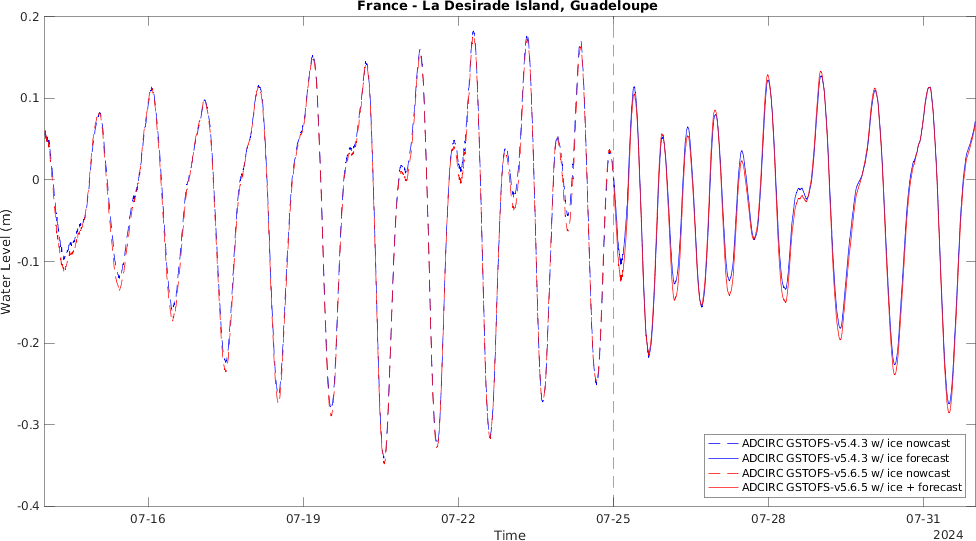 France - La Desirade Island, Guadeloupe
0.2
0.1
0
-0.1
-0.2
-0.3
-0.4
Water Level (m)
ADCIRC GSTOFS-v5.4.3 w/ ice nowcast
ADCIRC GSTOFS-v5.4.3 w/ ice forecast
ADCIRC GSTOFS-v5.6.5 w/ ice nowcast
ADCIRC GSTOFS-v5.6.5 w/ ice + forecast
07-16 07-19 07-22 07-25 07-28 07-31
Time
2024